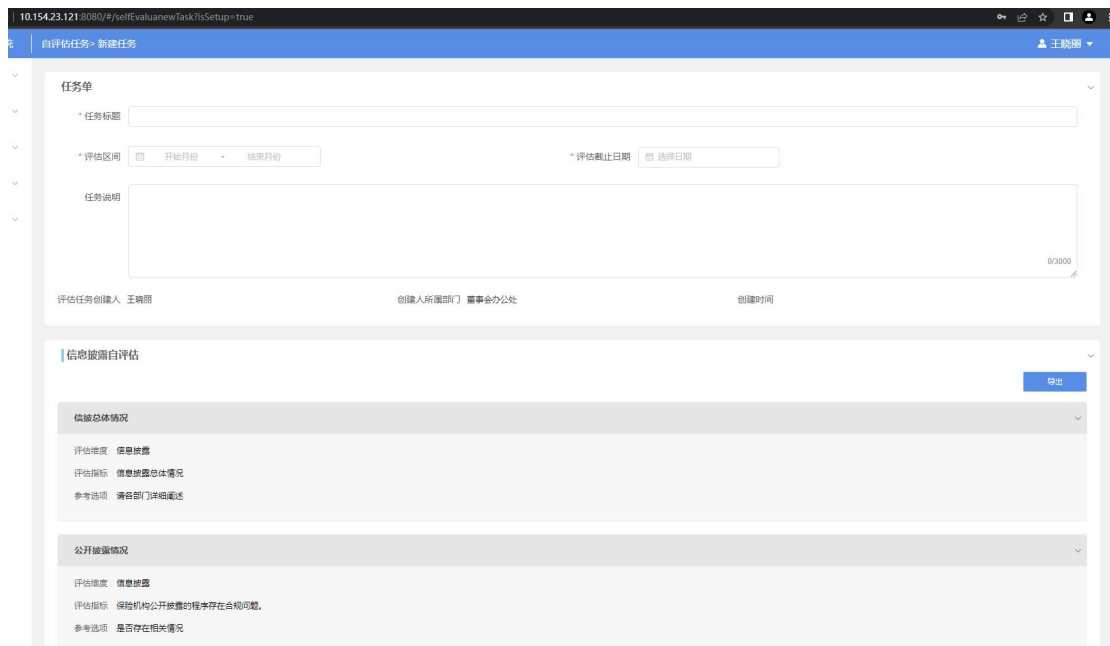 10.154.23.121:8080/#/selfEvaluanewTask?isSetup=true
自评估任务> 新建任务 王晓丽
任务单
* 任务标题
* 评估区间 开始月份 - 结束月份 * 评估截止日期 选择日期
任务说明
0/3000
评估任务创建人 王晓丽 创建人所属部门 董事会办公处 创建时间
信息披露自评估
导出
信披总体情况
评估维度 信息披露
评估指标 信息披露总体情况
参考选项 请各部门详细阐述
公开披露情况
评估维度 信息披露
评估指标 保险机构公开披露的程序存在合规问题。
参考选项 是否存在相关情况